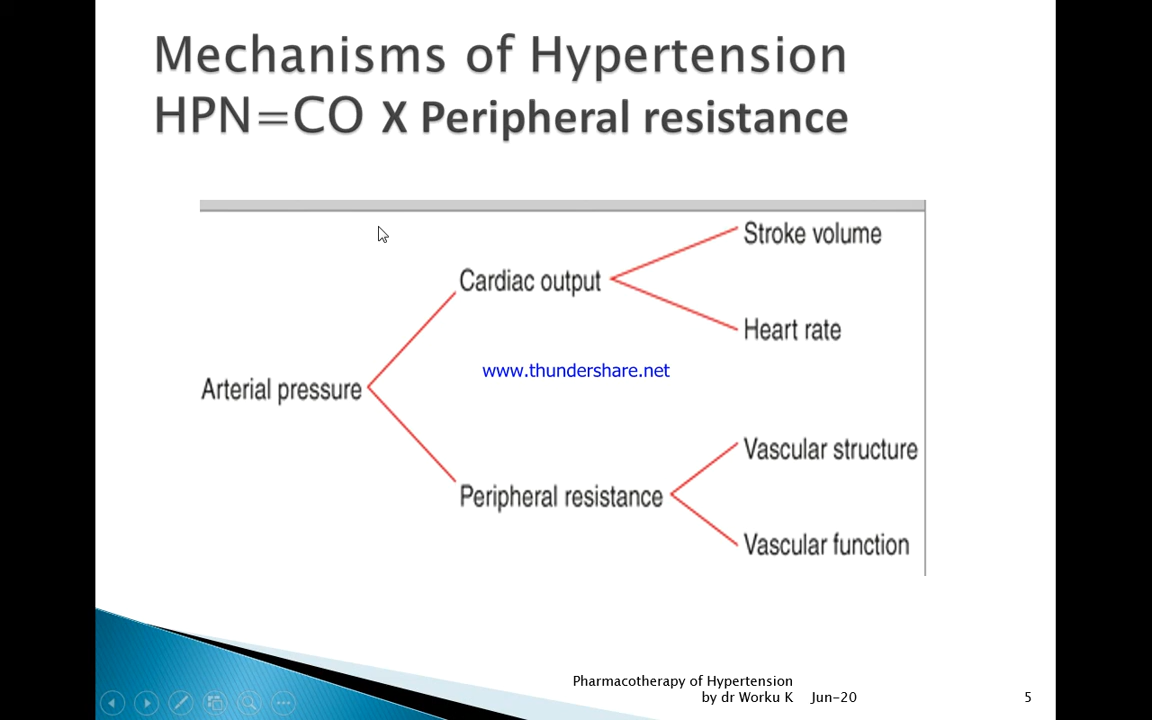 Mechanisms of Hypertension
HPN=CO X Peripheral resistance
Stroke volume
Cardiac output
Heart rate
www.thundershare.net
Arterial pressure
Vascular structure
Peripheral resistance
Vascular function
Pharmacotherapy of Hypertension
by dr Worku K Jun-20 5